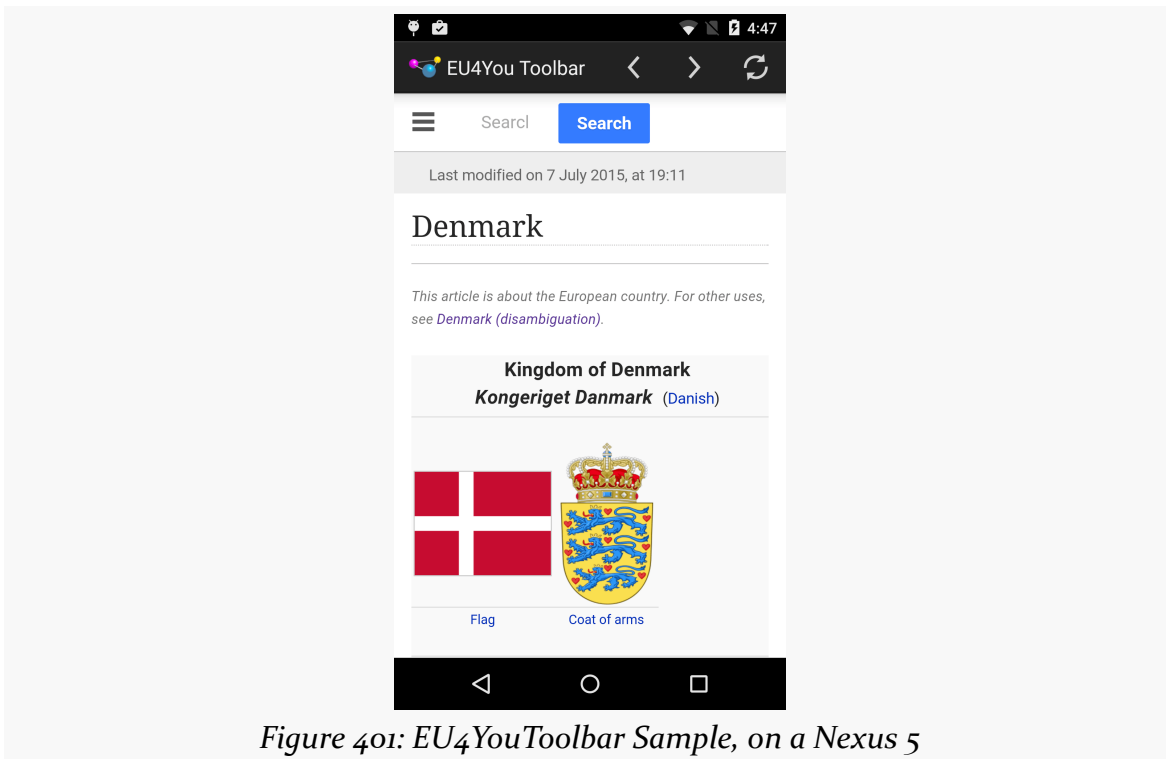 4:47
EU4You Toolbar
Searcl Search
Last modified on 7 July 2015, at 19:11
Denmark
This article is about the European country. For other uses,
see Denmark (disambiguation).
Kingdom of Denmark
Kongeriget Danmark (Danish)
Flag Coat of arms
Figure 401: EU4YouToolbar Sample, on a Nexus 5